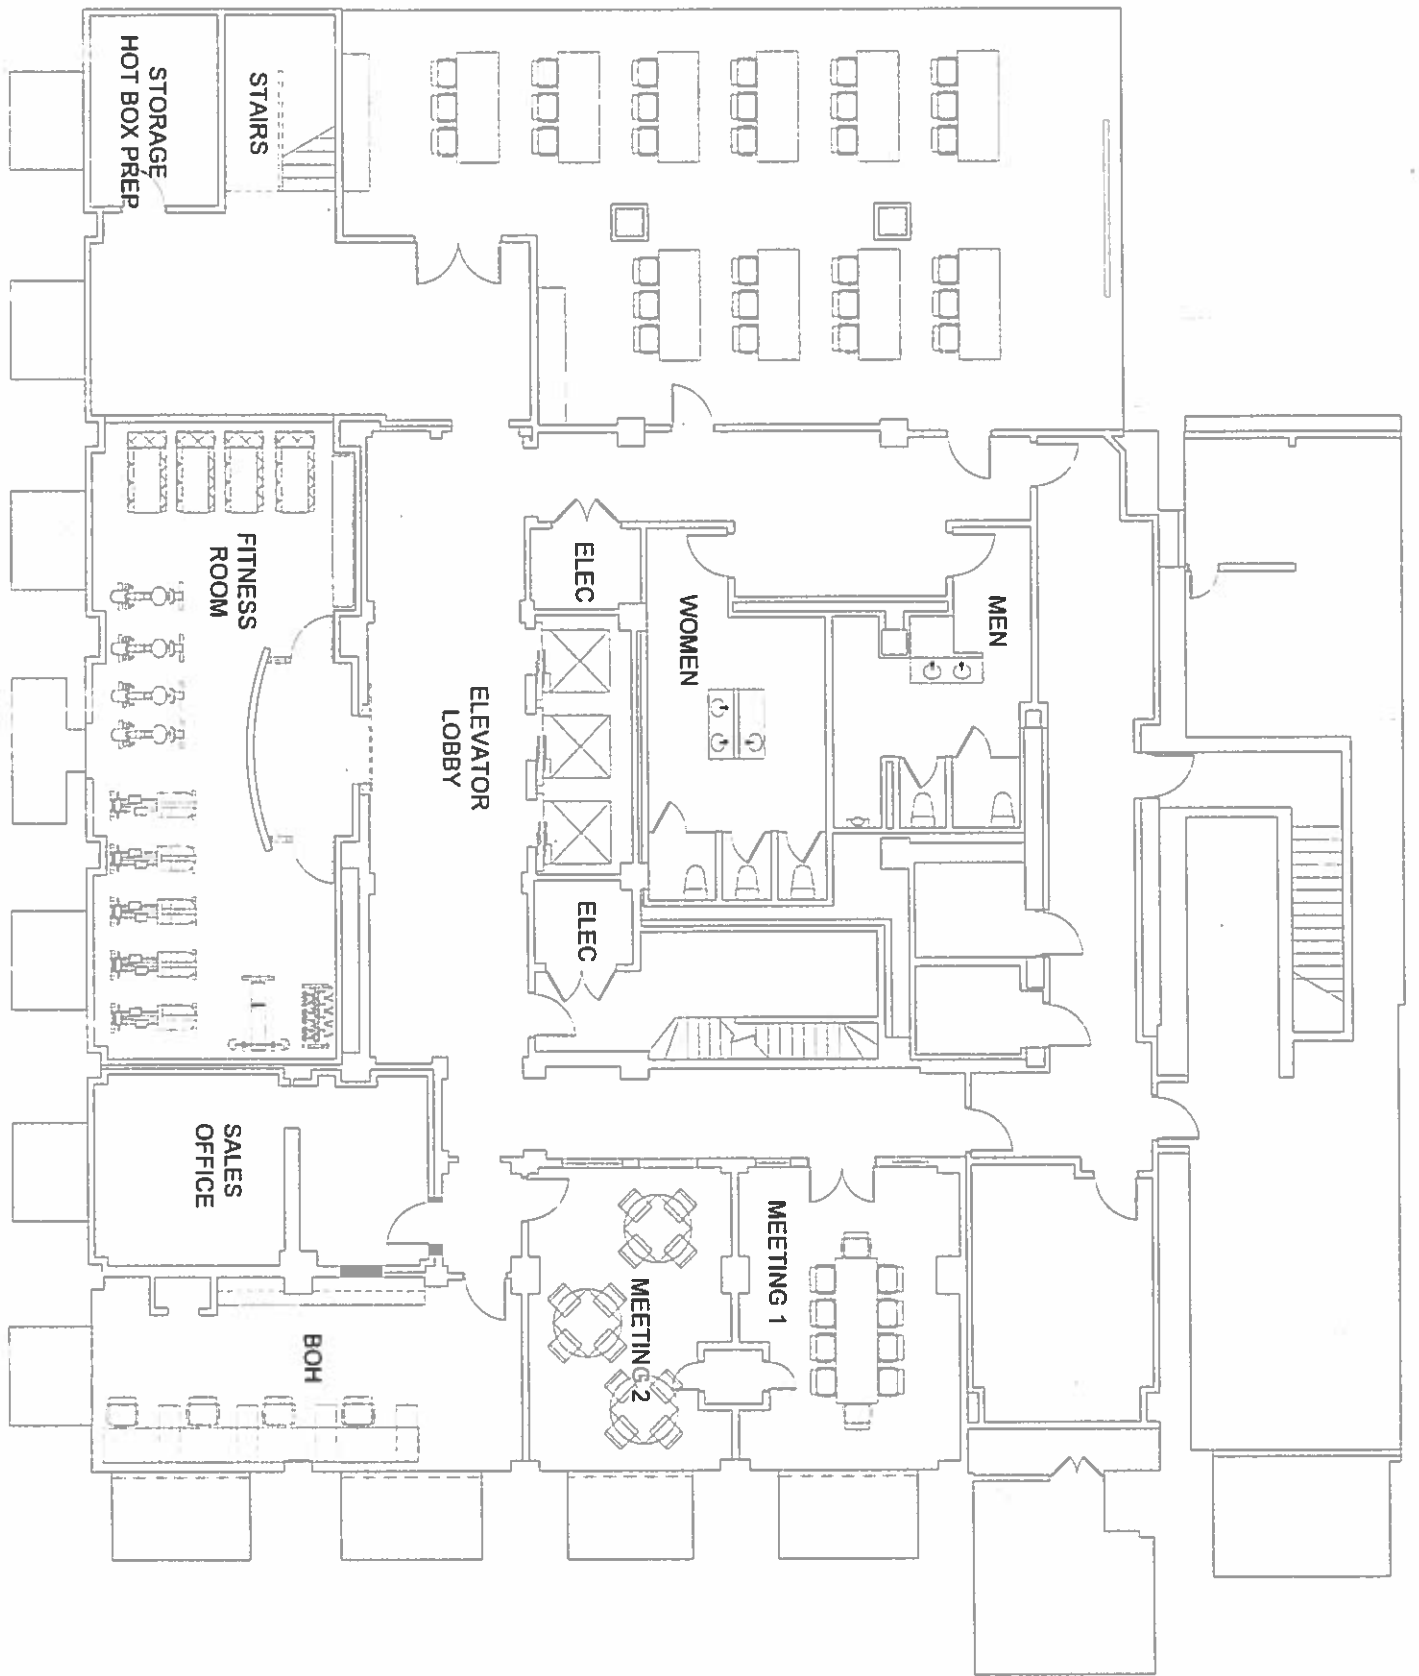 STORAGE
HOT BOX PREP
STAIRS
FITNESS
ROOM
ELEC
WOMEN
MEN
ELEVATOR
LOBBY
ELEC
SALES
OFFICE
MEETING 1
MEETING 2
BOH